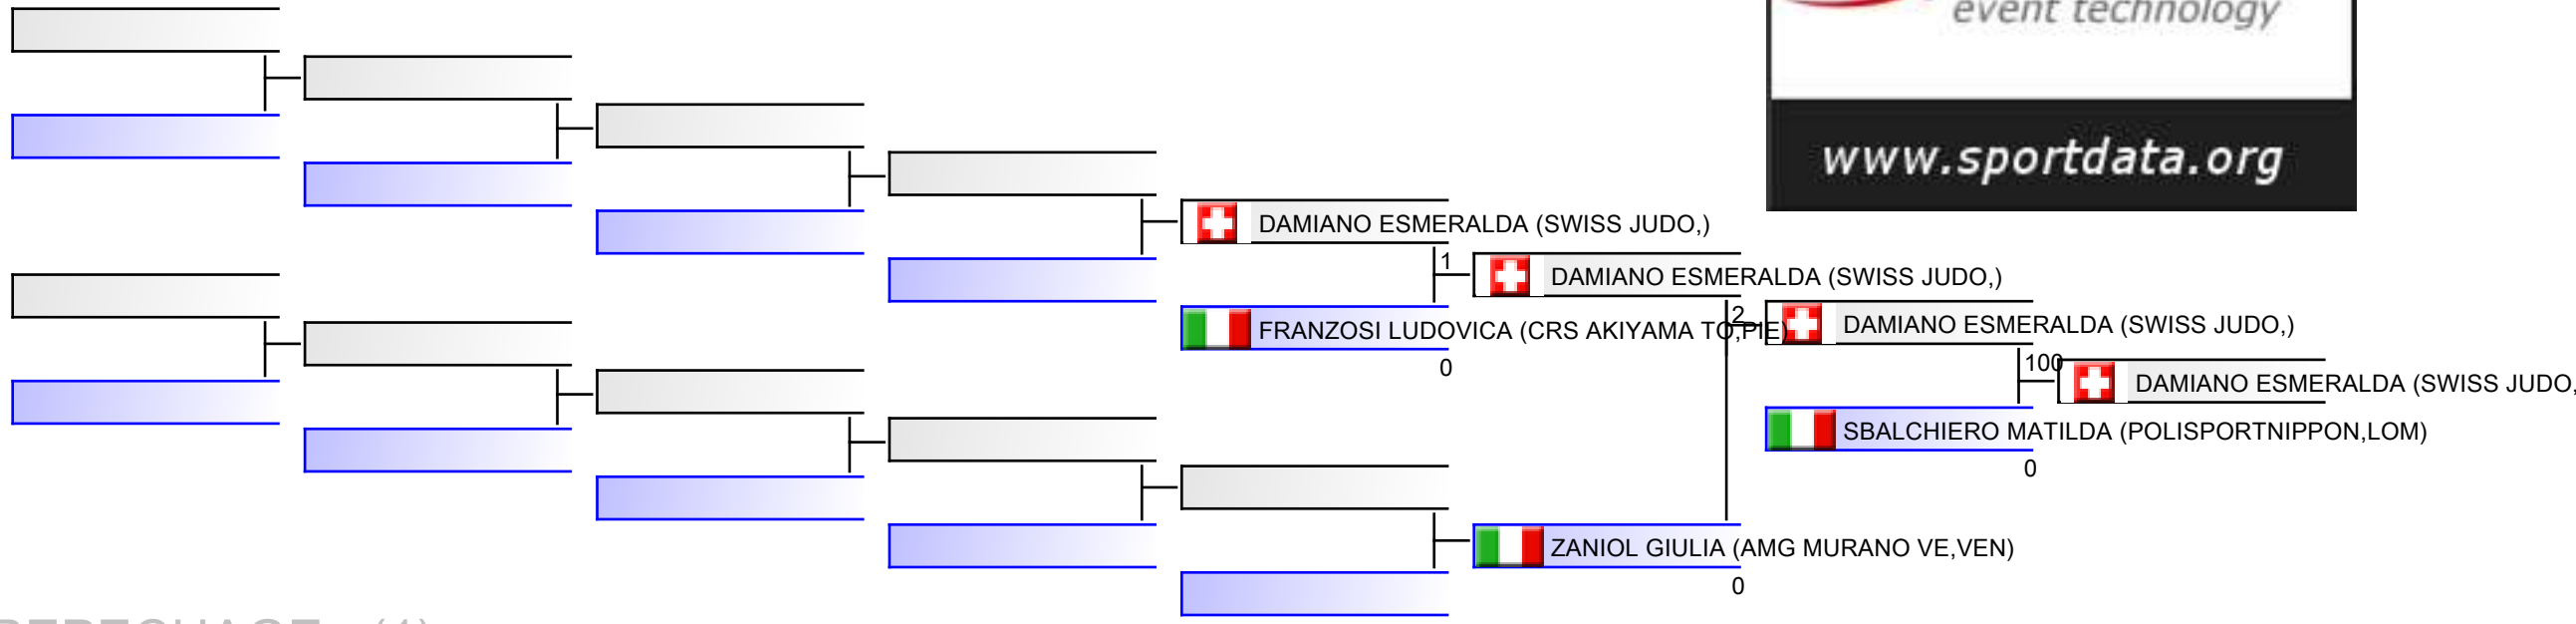 event technology
www.sportdata.org
DAMIANO ESMERALDA (SWISS JUDO,)
1
DAMIANO ESMERALDA (SWISS JUDO,)
FRANZOSI LUDOVICA (CRS AKIYAMA TO,PIE)
0
2
DAMIANO ESMERALDA (SWISS JUDO,)
100
DAMIANO ESMERALDA (SWISS JUDO,
SBALCHIERO MATILDA (POLISPORTNIPPON,LOM)
0
ZANIOL GIULIA (AMG MURANO VE,VEN)
0